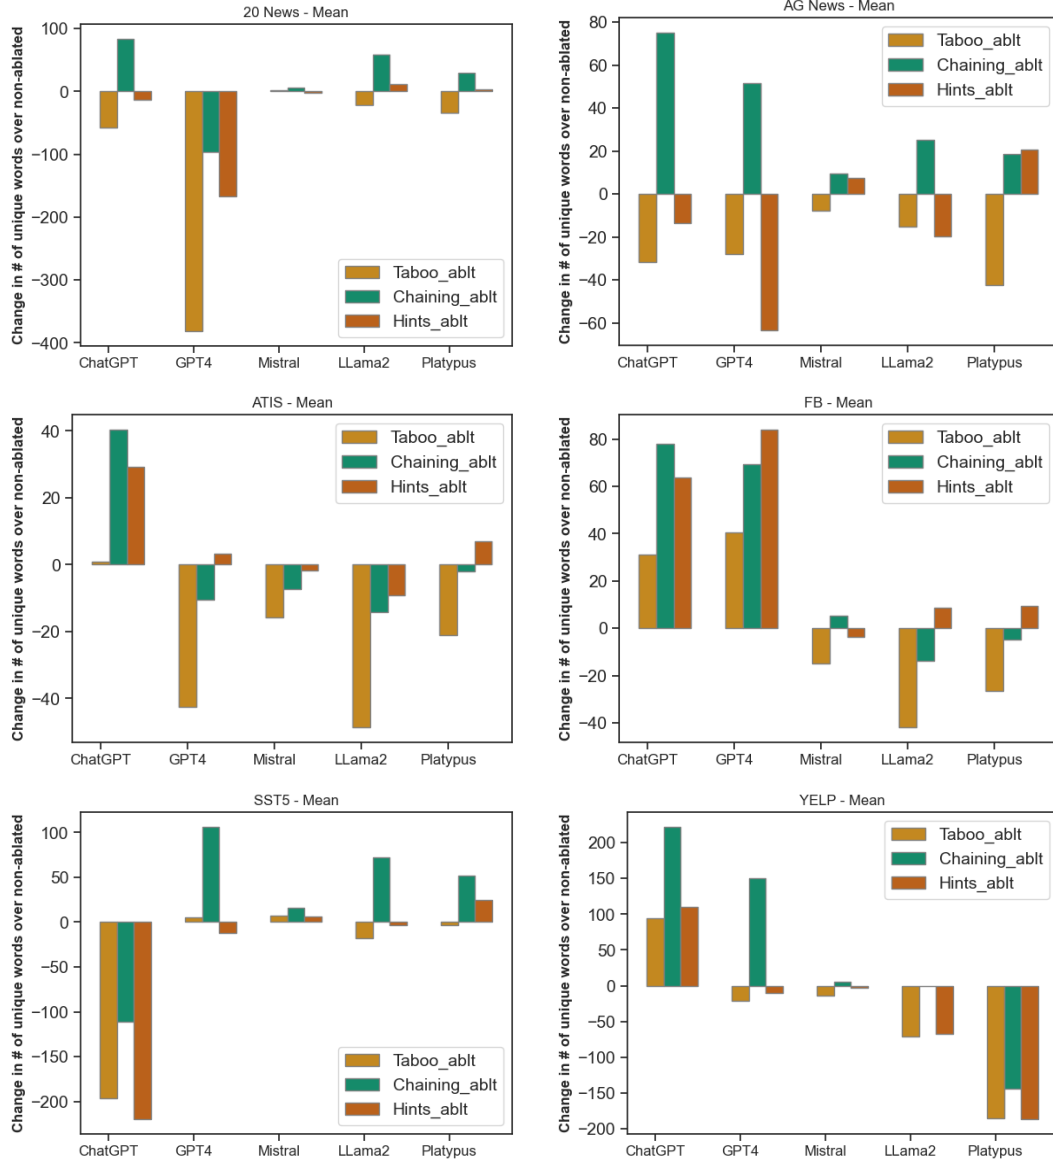 20 News - Mean
Change in # of unique words over non-ablated
100
0
−100
−200
−300
−400
Taboo_ablt
Chaining_ablt
Hints_ablt
ChatGPT
GPT4
Mistral
LLama2
Platypus
AG News - Mean
Change in # of unique words over non-ablated
80
60
40
20
0
−20
−40
−60
Taboo_ablt
Chaining_ablt
Hints_ablt
ChatGPT
GPT4
Mistral
LLama2
Platypus
ATIS - Mean
Change in # of unique words over non-ablated
40
20
0
−20
−40
Taboo_ablt
Chaining_ablt
Hints_ablt
ChatGPT
GPT4
Mistral
LLama2
Platypus
FB - Mean
Change in # of unique words over non-ablated
80
60
40
20
0
−20
−40
Taboo_ablt
Chaining_ablt
Hints_ablt
ChatGPT
GPT4
Mistral
LLama2
Platypus
SST5 - Mean
Change in # of unique words over non-ablated
100
50
0
−50
−100
−150
−200
Taboo_ablt
Chaining_ablt
Hints_ablt
ChatGPT
GPT4
Mistral
LLama2
Platypus
YELP - Mean
Change in # of unique words over non-ablated
200
150
100
50
0
−50
−100
−150
−200
Taboo_ablt
Chaining_ablt
Hints_ablt
ChatGPT
GPT4
Mistral
LLama2
Platypus